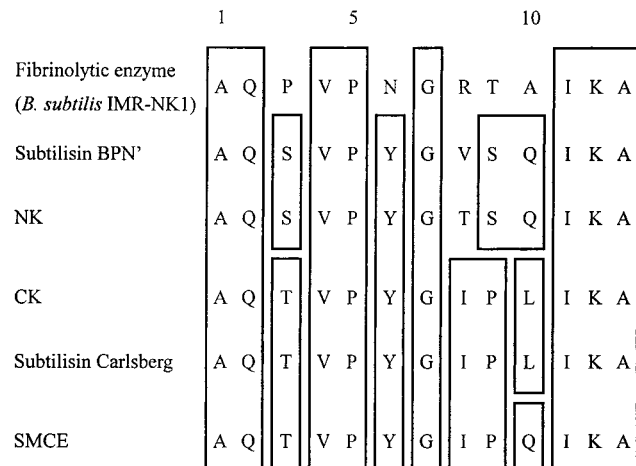 1 5 10
Fibrinolytic enzyme
(B. subtilis IMR-NK1) A Q P V P N G R T A I K A
Subtilisin BPN' A Q S V P Y G V S Q I K A
NK A Q S V P Y G T S Q I K A
CK A Q T V P Y G I P L I K A
Subtilisin Carlsberg A Q T V P Y G I P L I K A
SMCE A Q T V P Y G I P Q I K A